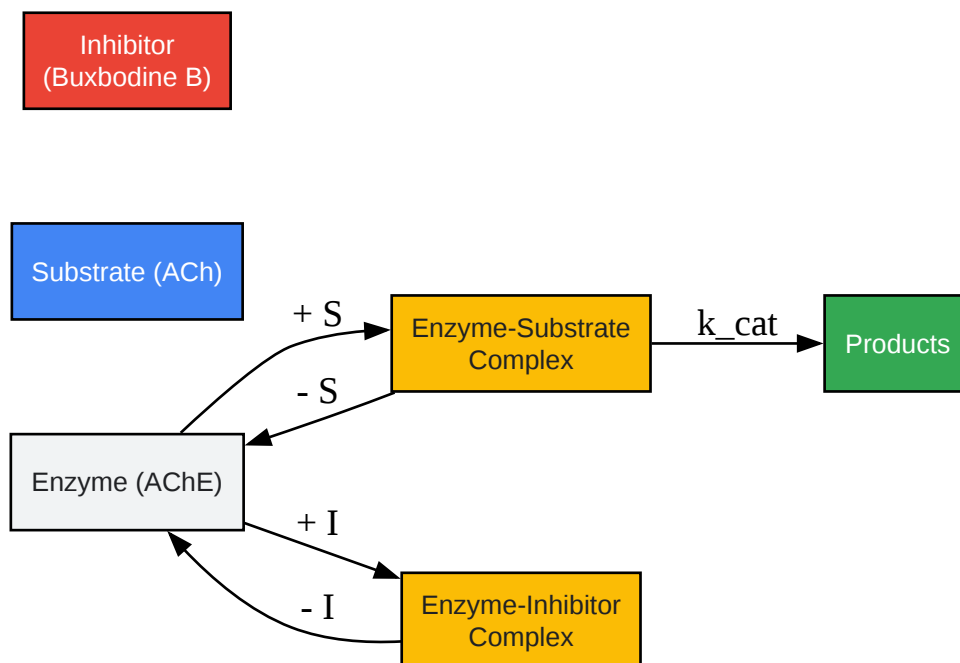 Inhibitor
(Buxbodine B)
Substrate (ACh)
+ S
Enzyme-Substrate
Complex
k_cat
Products
- S
Enzyme (AChE)
+ I
- I
Enzyme-Inhibitor
Complex